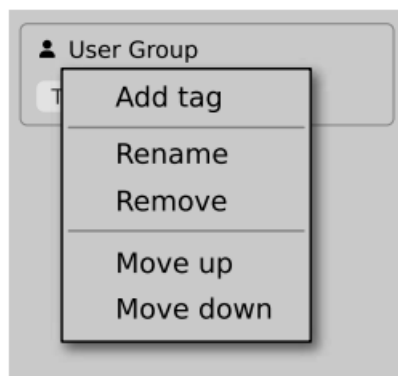 User Group
Add tag
Rename
Remove
Move up
Move down